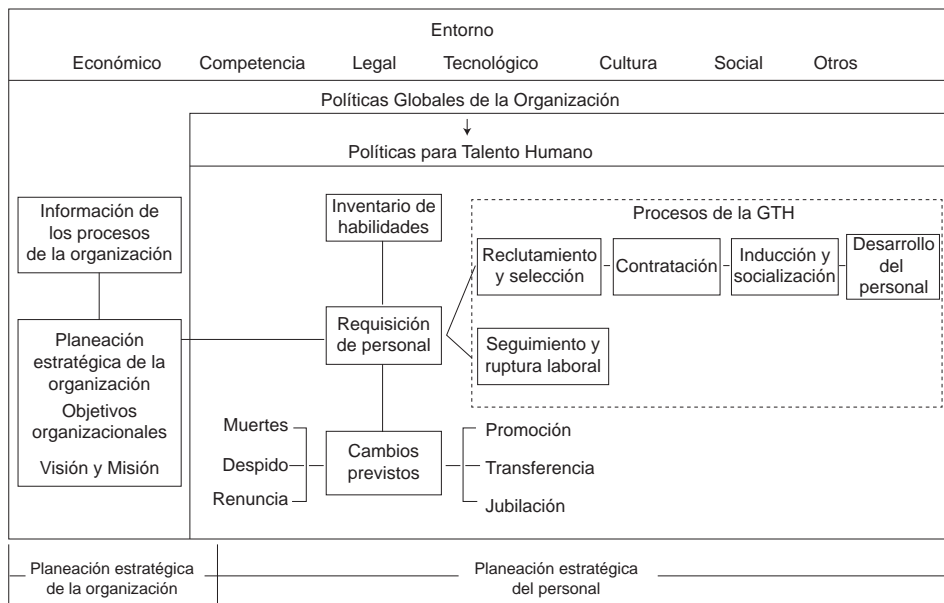 Entorno
Económico Competencia Legal Tecnológico Cultura Social Otros
Políticas Globales de la Organización
Políticas para Talento Humano
Información de
los procesos
de la organización
Planeación
estratégica de la
organización
Objetivos
organizacionales
Visión y Misión
Inventario de
habilidades
Requisición
de personal
Muertes
Despido
Renuncia
Cambios
previstos
Promoción
Transferencia
Jubilación
Procesos de la GTH
Reclutamiento
y selección
Contratación
Inducción y
socialización
Desarrollo
del
personal
Seguimiento y
ruptura laboral
Planeación estratégica
de la organización
Planeación estratégica
del personal